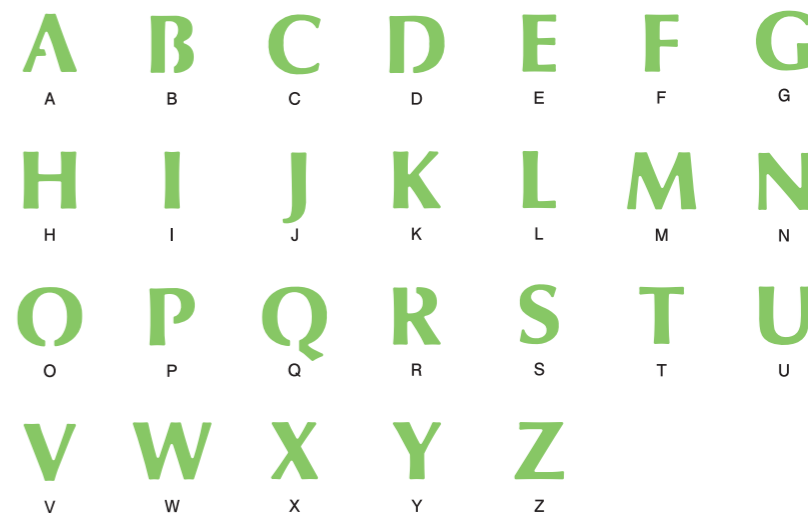 A B C D E F G
A B C D E F G
H I J K L M N
H I J K L M N
O P Q R S T U
O P Q R S T U
V W X Y Z
V W X Y Z